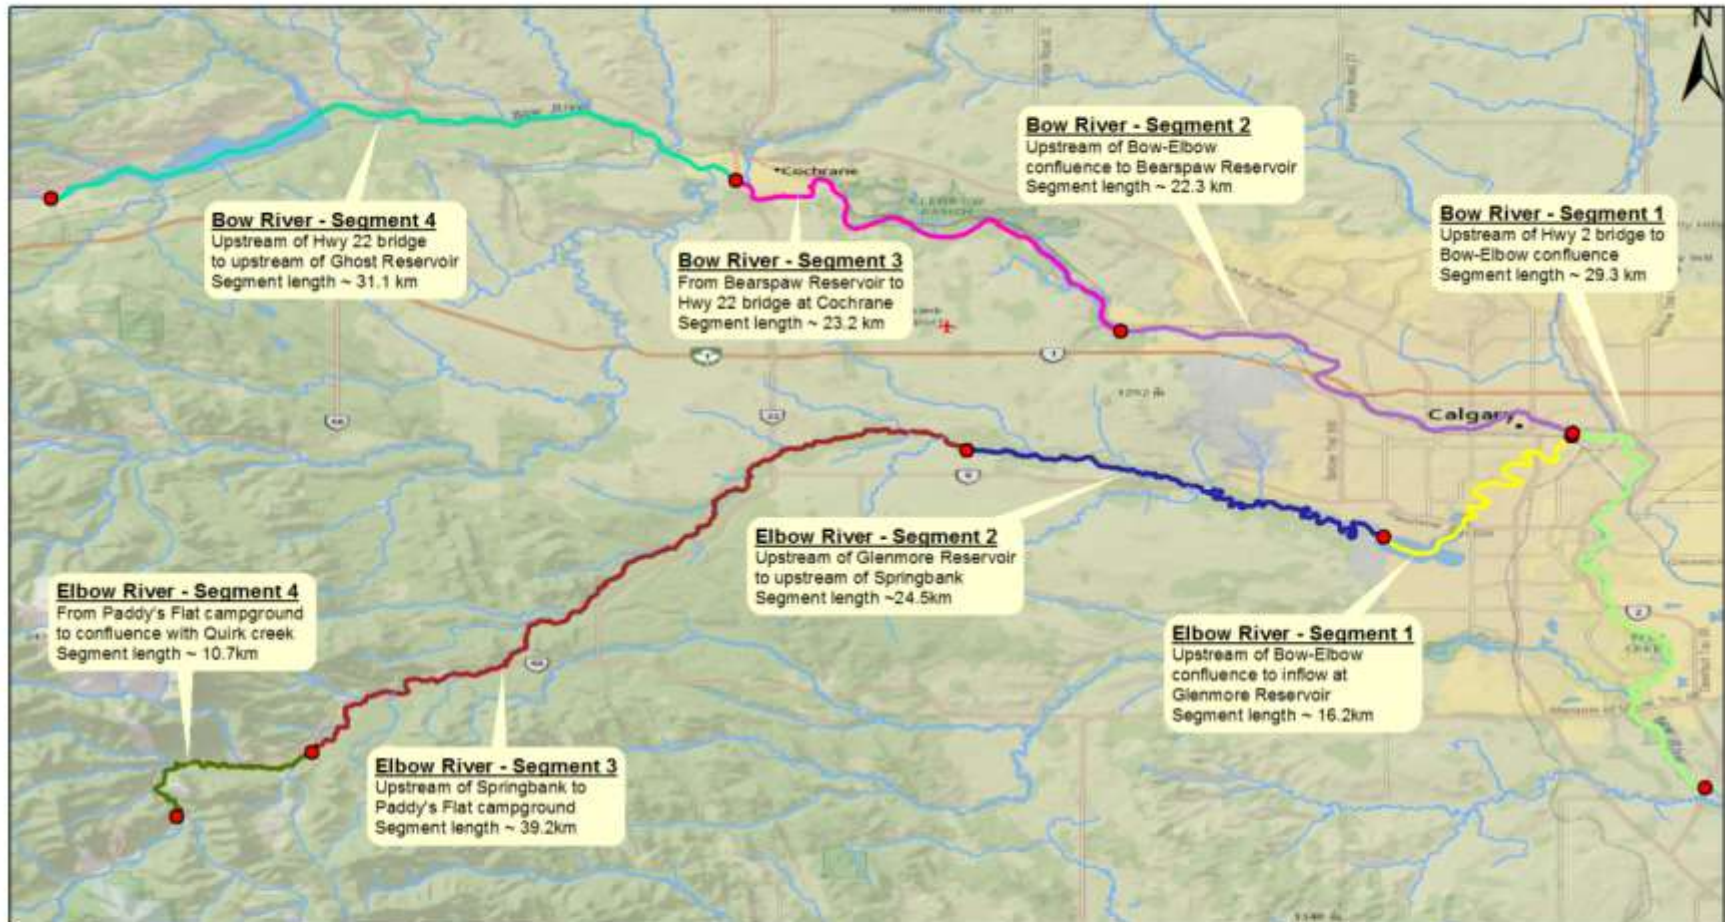 N
Bow River - Segment 2
Upstream of Bow-Elbow
confluence to Bearspaw Reservoir
Segment length ~ 22.3 km
Bow River - Segment 1
Upstream of Hwy 2 bridge to
Bow-Elbow confluence
Segment length ~ 29.3 km
Cochrane
Bow River - Segment 4
Upstream of Hwy 22 bridge
to upstream of Ghost Reservoir
Segment length ~ 31.1 km
Bow River - Segment 3
From Bearspaw Reservoir to
Hwy 22 bridge at Cochrane
Segment length ~ 23.2 km
1
1
22
Calgary
Elbow River - Segment 2
Upstream of Glenmore Reservoir
to upstream of Springbank
Segment length ~24.5km
Elbow River - Segment 4
From Paddy's Flat campground
to confluence with Quirk creek
Segment length ~ 10.7km
Elbow River - Segment 1
Upstream of Bow-Elbow
confluence to inflow at
Glenmore Reservoir
Segment length ~ 16.2km
2
Elbow River - Segment 3
Upstream of Springbank to
Paddy's Flat campground
Segment length ~ 39.2km